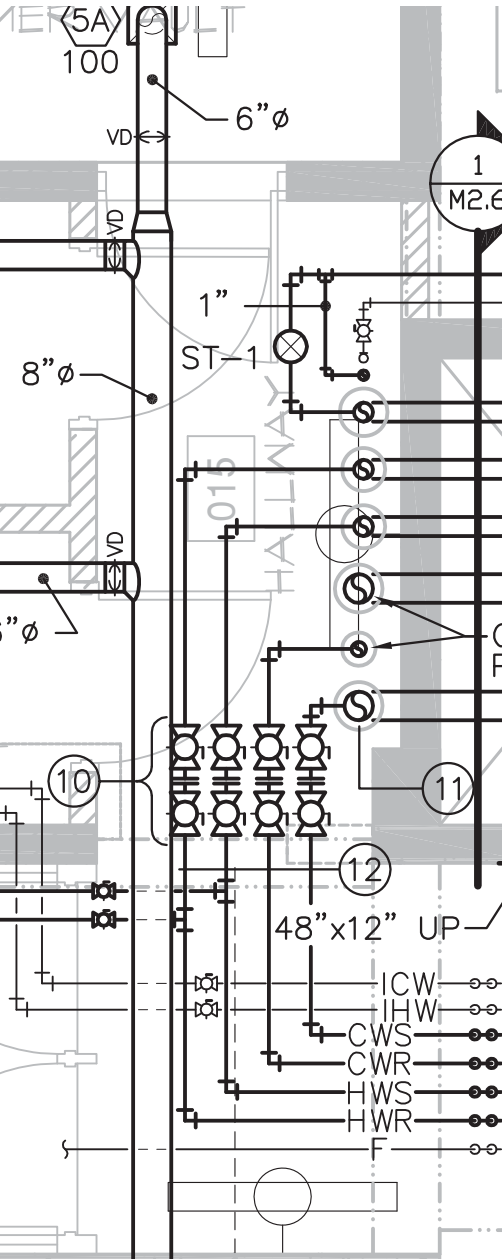 5A
100
6"ø
VD
1
M2.6
VD
1"
ST-1
8"ø
HALLWAY
015
VD
10
11
12
48"x12" UP
ICW
IHW
CWS
CWR
HWS
HWR
F